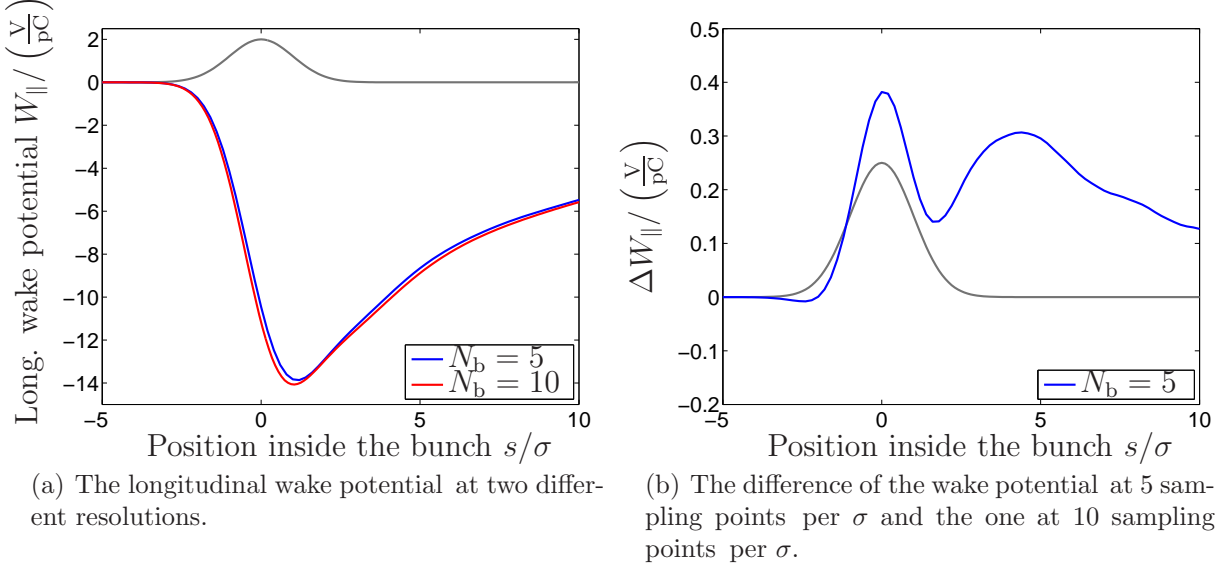 Long. wake potential W∥/ (V/pC)
2
0
−2
−4
−6
−8
−10
−12
−14
−5
0
5
10
N_b = 5
N_b = 10
Position inside the bunch s/σ
(a) The longitudinal wake potential at two differ-
ent resolutions.
ΔW∥/ (V/pC)
0.5
0.4
0.3
0.2
0.1
0
−0.1
−0.2
−5
0
5
10
N_b = 5
Position inside the bunch s/σ
(b) The difference of the wake potential at 5 sam-
pling points per σ and the one at 10 sampling
points per σ.